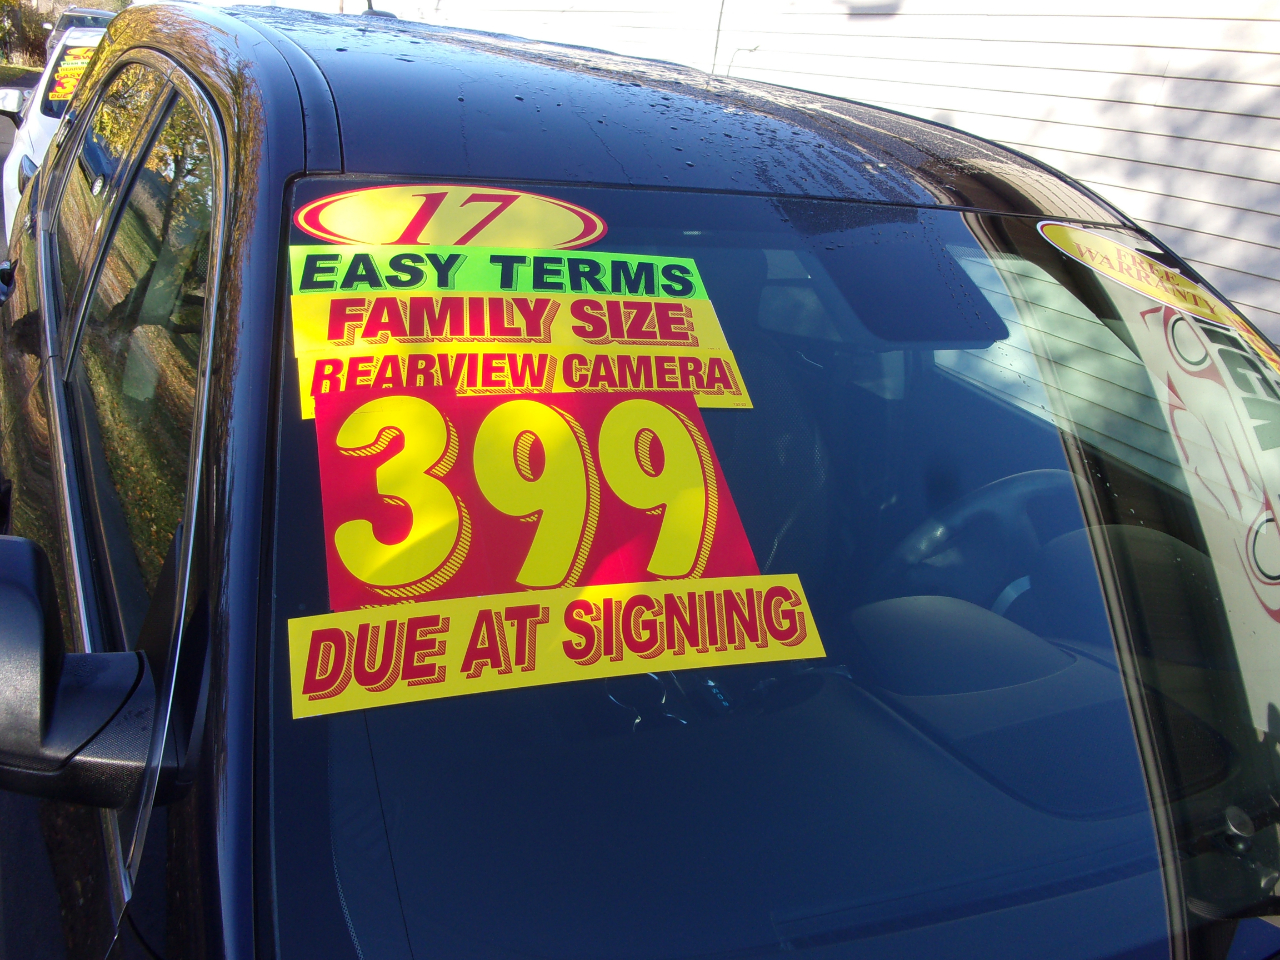 17
EASY TERMS
FAMILY SIZE
REARVIEW CAMERA
399
DUE AT SIGNING
FREE
WARRANTY